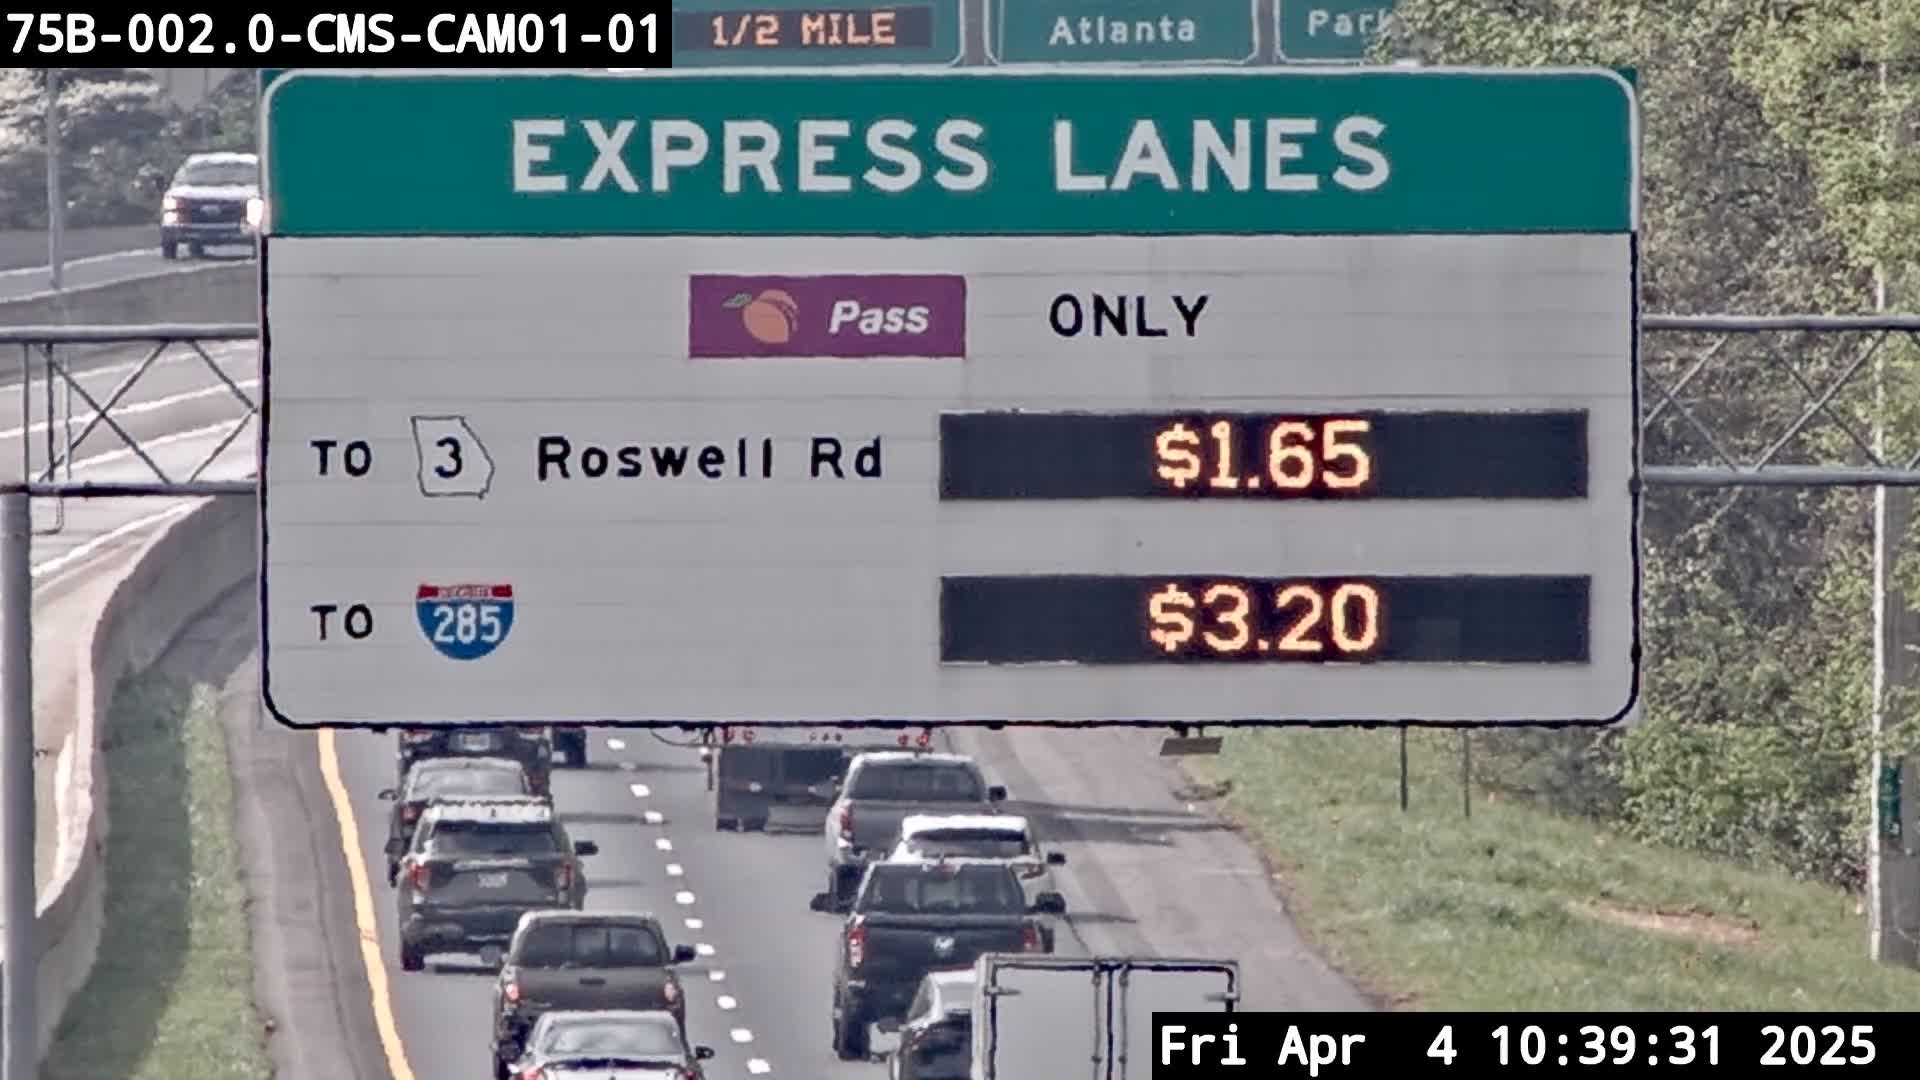 75B-002.0-CMS-CAM01-01
1/2 MILE
Atlanta
Park
EXPRESS LANES
Pass ONLY
TO 3 Roswell Rd $1.65
TO 285 $3.20
Fri Apr 4 10:39:31 2025